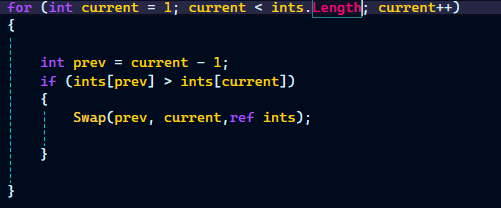 for (int current = 1; current < ints.Length; current++)
{
int prev = current - 1;
if (ints[prev] > ints[current])
{
Swap(prev, current,ref ints);
}
}